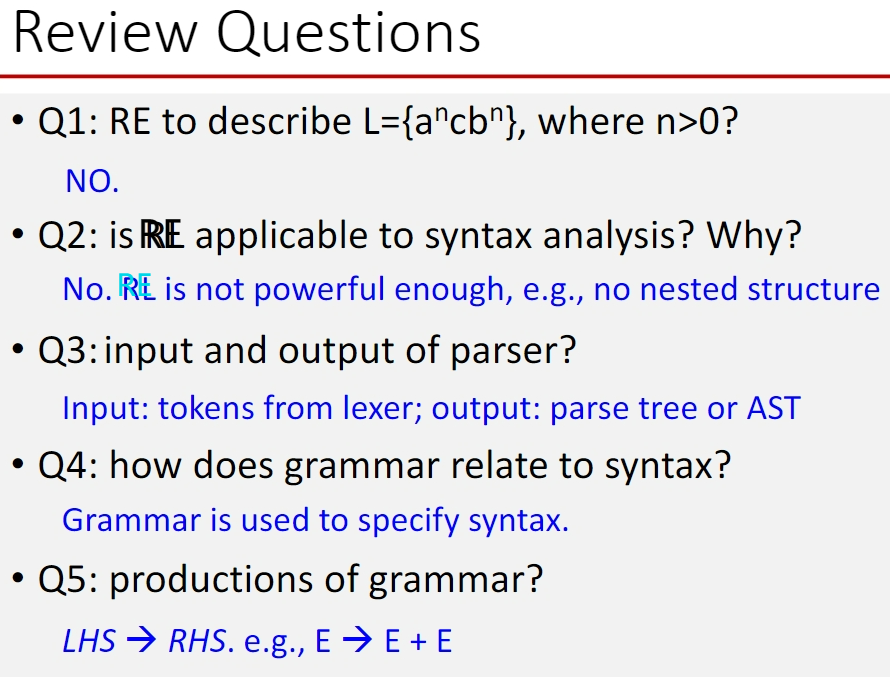 Review Questions
• Q1: RE to describe L={aⁿcbⁿ}, where n>0?
NO.
• Q2: is RE applicable to syntax analysis? Why?
No. RE is not powerful enough, e.g., no nested structure
• Q3: input and output of parser?
Input: tokens from lexer; output: parse tree or AST
• Q4: how does grammar relate to syntax?
Grammar is used to specify syntax.
• Q5: productions of grammar?
LHS → RHS. e.g., E → E + E